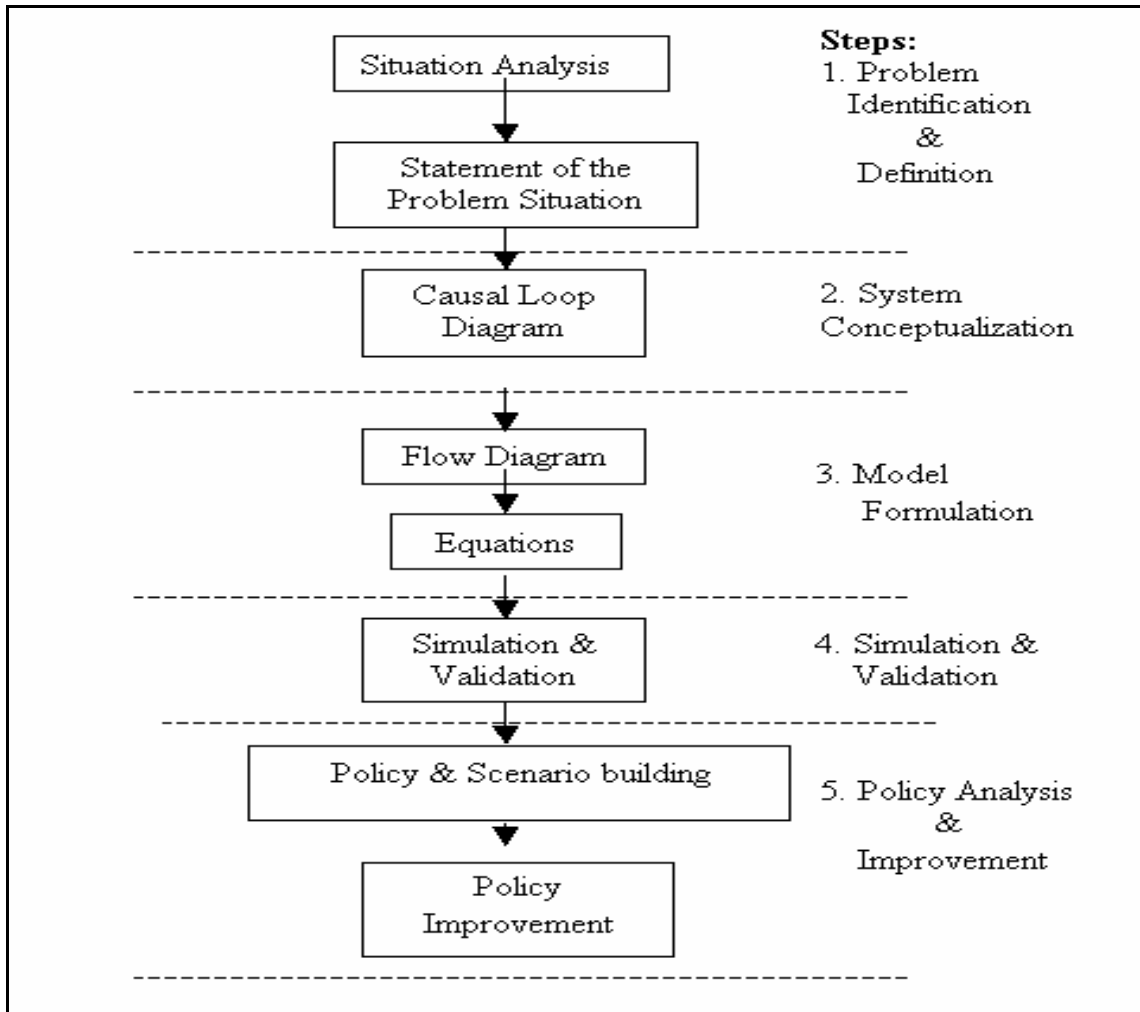 Situation Analysis
Statement of the
Problem Situation
Causal Loop
Diagram
Flow Diagram
Equations
Simulation &
Validation
Policy & Scenario building
Policy
Improvement
Steps:
1. Problem
Identification
&
Definition
2. System
Conceptualization
3. Model
Formulation
4. Simulation &
Validation
5. Policy Analysis
&
Improvement